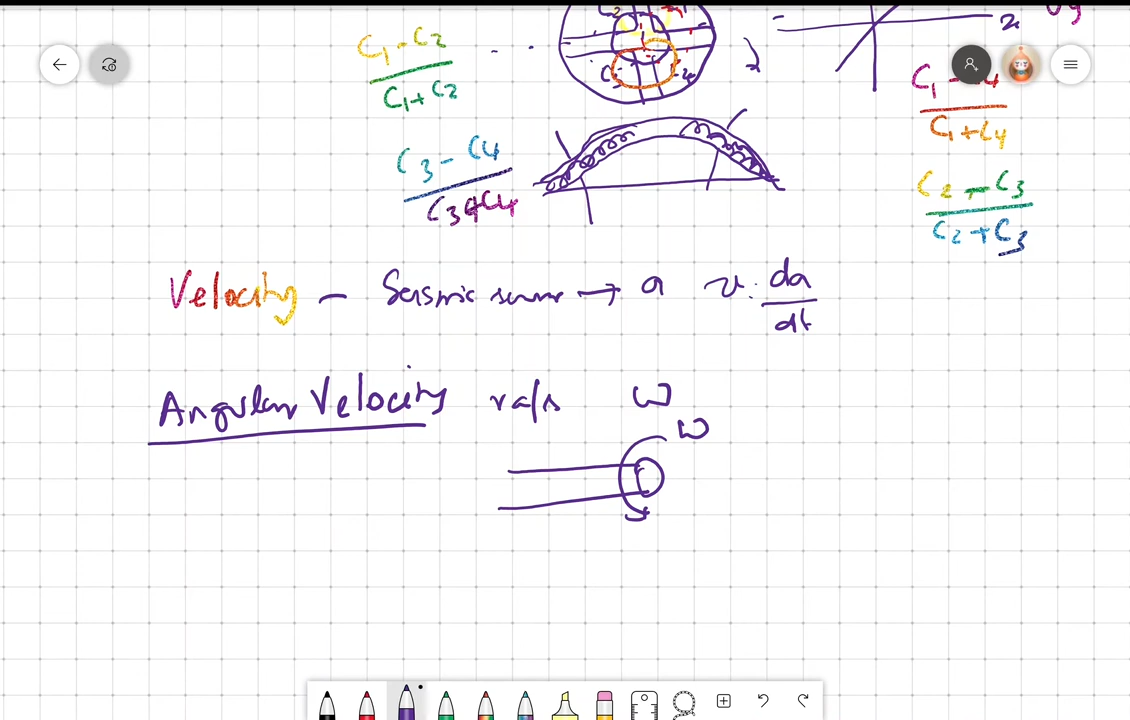 C1 - C2
C1 + C2
C3 - C4
C3 + C4
C1 - C4
C1 + C4
C2 - C3
C2 + C3
Velocity - Seismic → a v: da
dt
Angular Velocity ra/s ω
ω